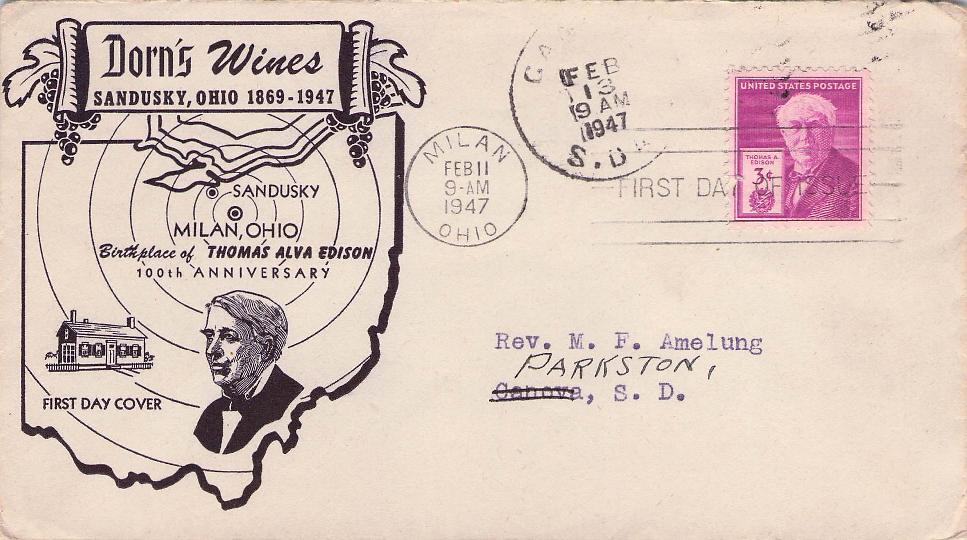 Dorn's Wines
SANDUSKY, OHIO 1869-1947
SANDUSKY
MILAN, OHIO
Birthplace of THOMAS ALVA EDISON
100th ANNIVERSARY
FIRST DAY COVER
MILAN
FEB 11
9-AM
1947
OHIO
FEB
13
9 AM
1947
S. D.
UNITED STATES POSTAGE
THOMAS A.
EDISON
3¢
FIRST DAY OF ISSUE
Rev. M. F. Amelung
PARKSTON,
Canova, S. D.